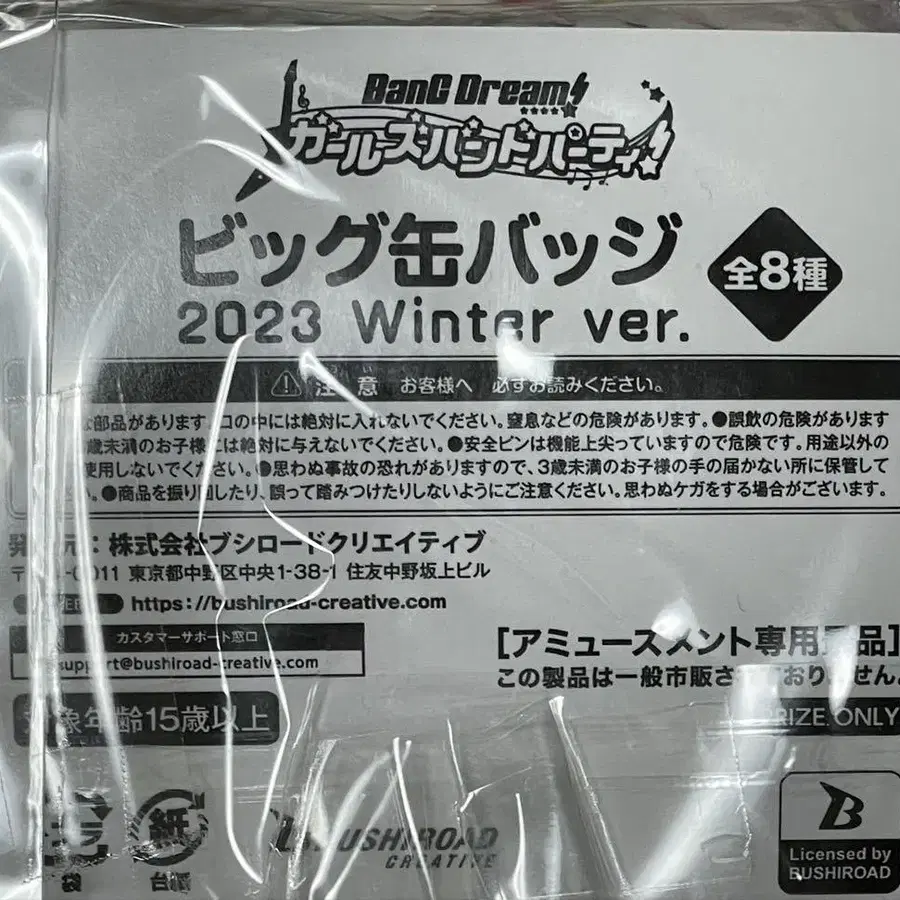 BanG Dream!
ガールズバンドパーティ!
ビッグ缶バッジ
全8種
2023 Winter ver.
注意 お客様へ 必ずお読みください。
部品があります。口の中には絶対に入れないでください。窒息などの危険があります。●誤飲の危険があります
歳未満のお子様には絶対に与えないでください。●安全ピンは機能上尖っていますので危険です。用途以外の
使用しないでください。●思わぬ事故の恐れがありますので、3歳未満のお子様の手の届かない所に保管して
い。●商品を振り回したり、誤って踏みつけたりしないようにご注意ください。思わぬケガをする場合がございます。
元：株式会社ブシロードクリエイティブ
011 東京都中野区中央1-38-1 住友中野坂上ビル
https://bushiroad-creative.com
カスタマーサポート窓口
support@bushiroad-creative.com
[アミューズメント専用景品]
この製品は一般市販されておりません。
対象年齢15歳以上
PRIZE ONLY
袋
紙
台紙
BUSHIROAD
CREATIVE
B
Licensed by
BUSHIROAD